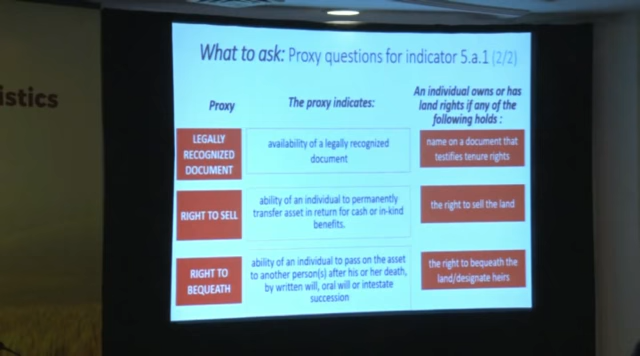 istics
What to ask: Proxy questions for indicator 5.a.1 (2/2)
Proxy
The proxy indicates:
An individual owns or has
land rights if any of the
following holds :
LEGALLY
RECOGNIZED
DOCUMENT
availability of a legally recognized
document
name on a document that
testifies tenure rights
RIGHT TO SELL
ability of an individual to permanently
transfer asset in return for cash or in-kind
benefits.
the right to sell the land
RIGHT TO
BEQUEATH
ability of an individual to pass on the asset
to another person(s) after his or her death,
by written will, oral will or intestate
succession
the right to bequeath the
land/designate heirs